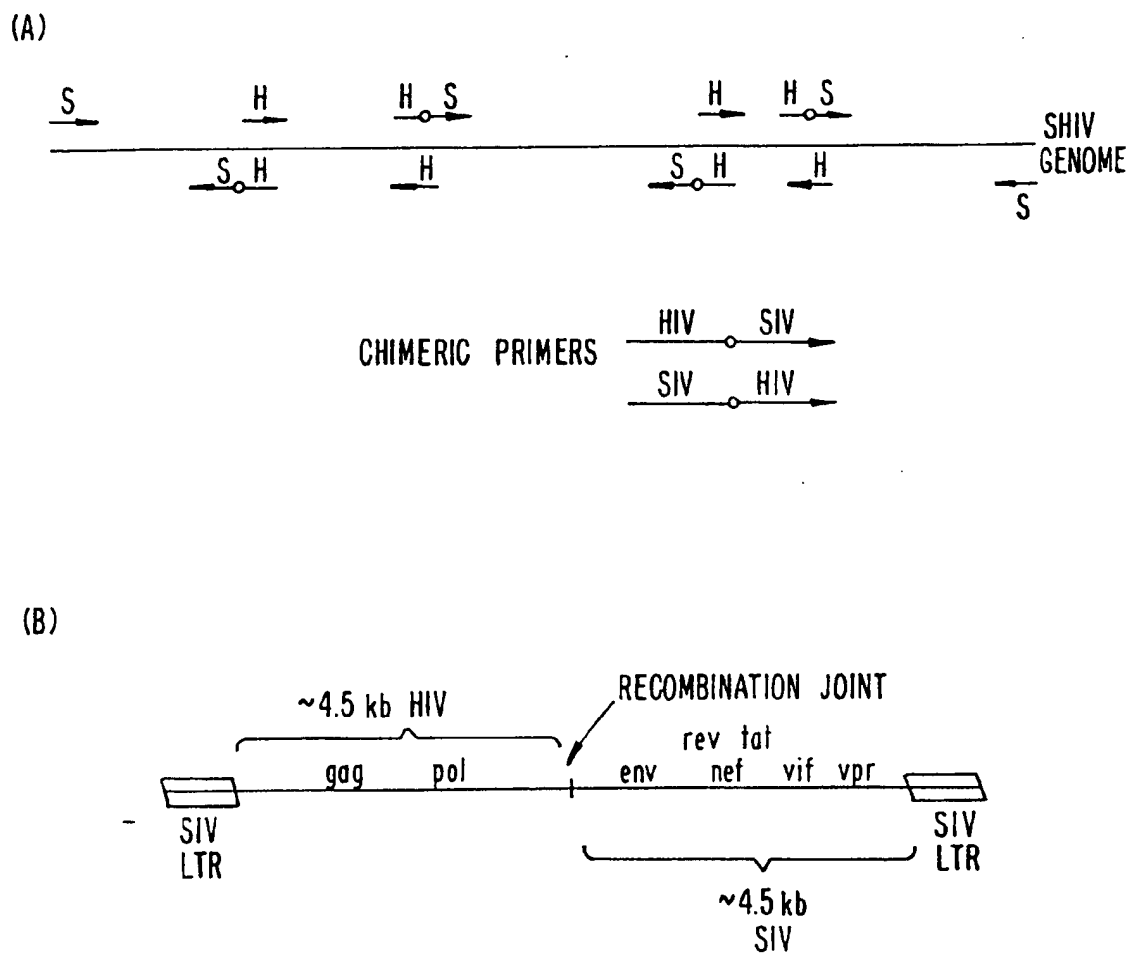 (A)
S H H S H H S
SHIV
GENOME
S H H S H H
S
HIV SIV
CHIMERIC PRIMERS
SIV HIV
(B)
RECOMBINATION JOINT
~4.5 kb HIV
rev tat
gag pol env nef vif vpr
SIV
LTR
SIV
LTR
~4.5 kb
SIV